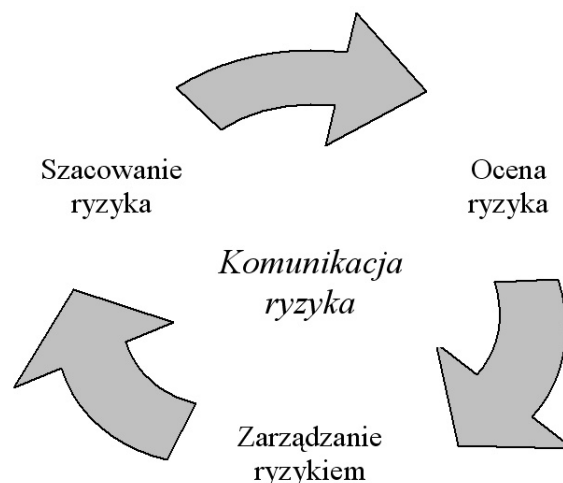 Szacowanie
ryzyka
Ocena
ryzyka
Komunikacja
ryzyka
Zarządzanie
ryzykiem